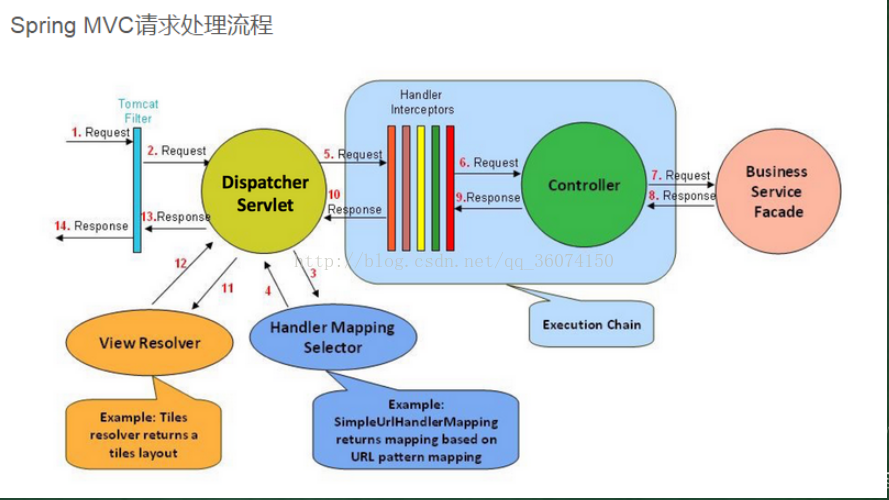 Spring MVC请求处理流程
Tomcat
Filter
1. Request
2. Request
Dispatcher
Servlet
5. Request
10
Response
Handler
Interceptors
6. Request
9.Response
Controller
7. Request
8. Response
Business
Service
Facade
14. Response
13.Response
12
11
4
3
http://blog.csdn.net/qq_36074150
View Resolver
Handler Mapping
Selector
Execution Chain
Example: Tiles
resolver returns a
tiles layout
Example:
SimpleUrlHandlerMapping
returns mapping based on
URL pattern mapping